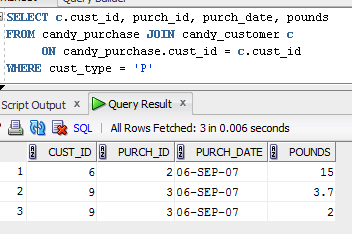 SELECT c.cust_id, purch_id, purch_date, pounds
FROM candy_purchase JOIN candy_customer c
ON candy_purchase.cust_id = c.cust_id
WHERE cust_type = 'P'
Script Output x Query Result x
SQL | All Rows Fetched: 3 in 0.006 seconds
CUST_ID PURCH_ID PURCH_DATE POUNDS
1 6 2 06-SEP-07 15
2 9 3 06-SEP-07 3.7
3 9 3 06-SEP-07 2